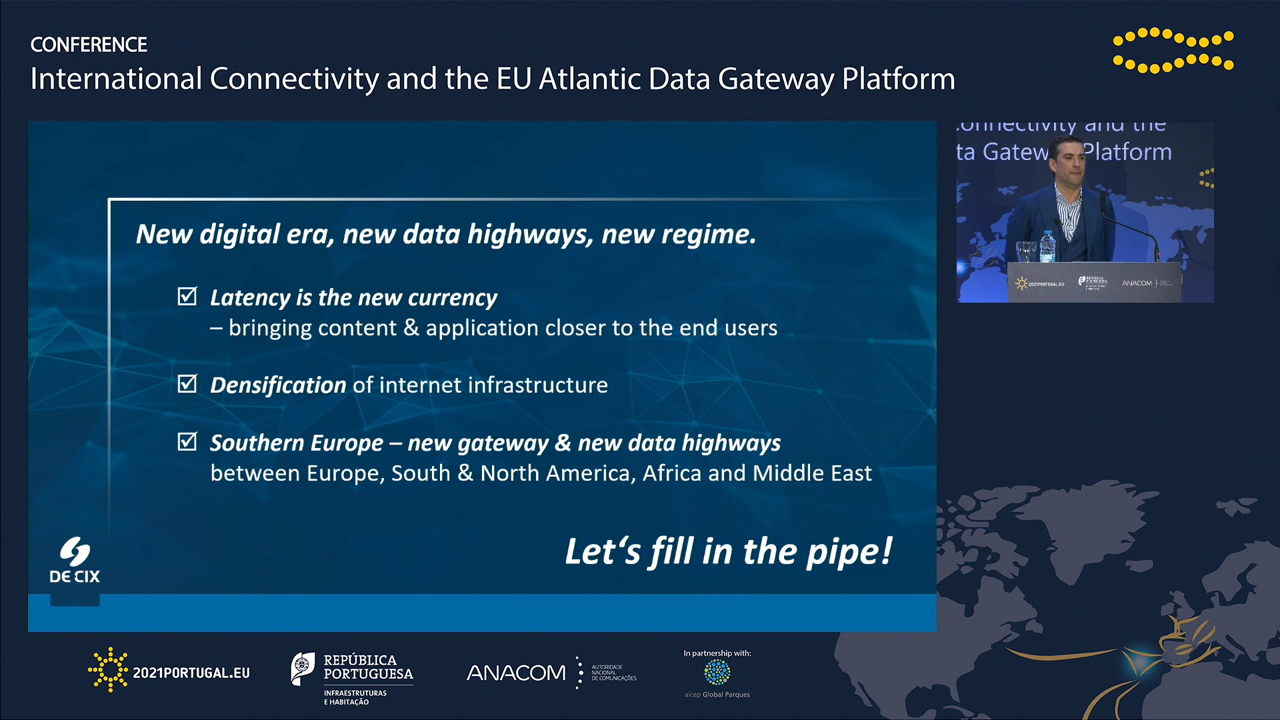 CONFERENCE
International Connectivity and the EU Atlantic Data Gateway Platform
onnectivity and the
ta Gateway Platform
New digital era, new data highways, new regime.
☑ Latency is the new currency
– bringing content & application closer to the end users
☑ Densification of internet infrastructure
☑ Southern Europe – new gateway & new data highways
between Europe, South & North America, Africa and Middle East
Let‘s fill in the pipe!
DE CIX
2021PORTUGAL.EU
ANACOM
2021PORTUGAL.EU
REPÚBLICA
PORTUGUESA
INFRAESTRUTURAS
E HABITAÇÃO
ANACOM
AUTORIDADE
NACIONAL
DE COMUNICAÇÕES
In partnership with:
aicep Global Parques